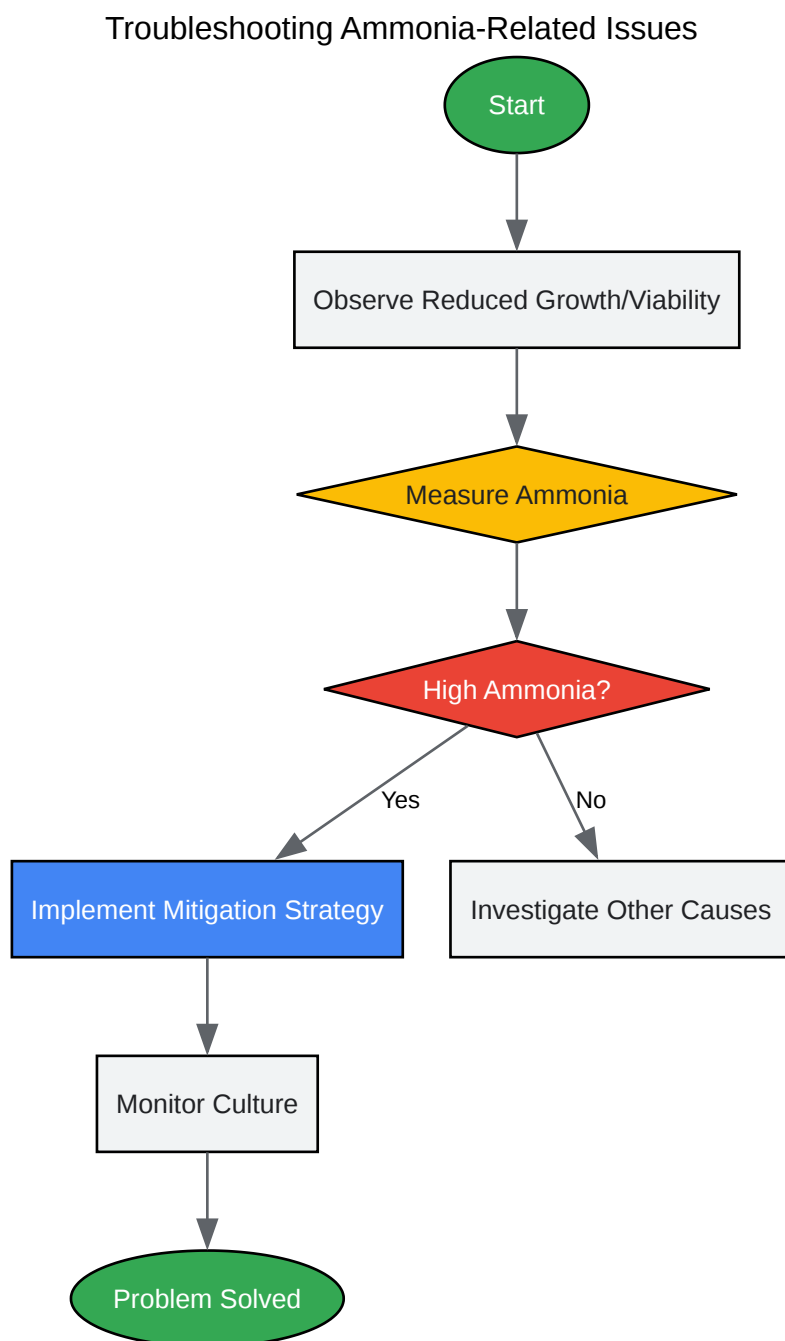 Troubleshooting Ammonia-Related Issues
Start
Observe Reduced Growth/Viability
Measure Ammonia
High Ammonia?
Yes
No
Implement Mitigation Strategy
Investigate Other Causes
Monitor Culture
Problem Solved